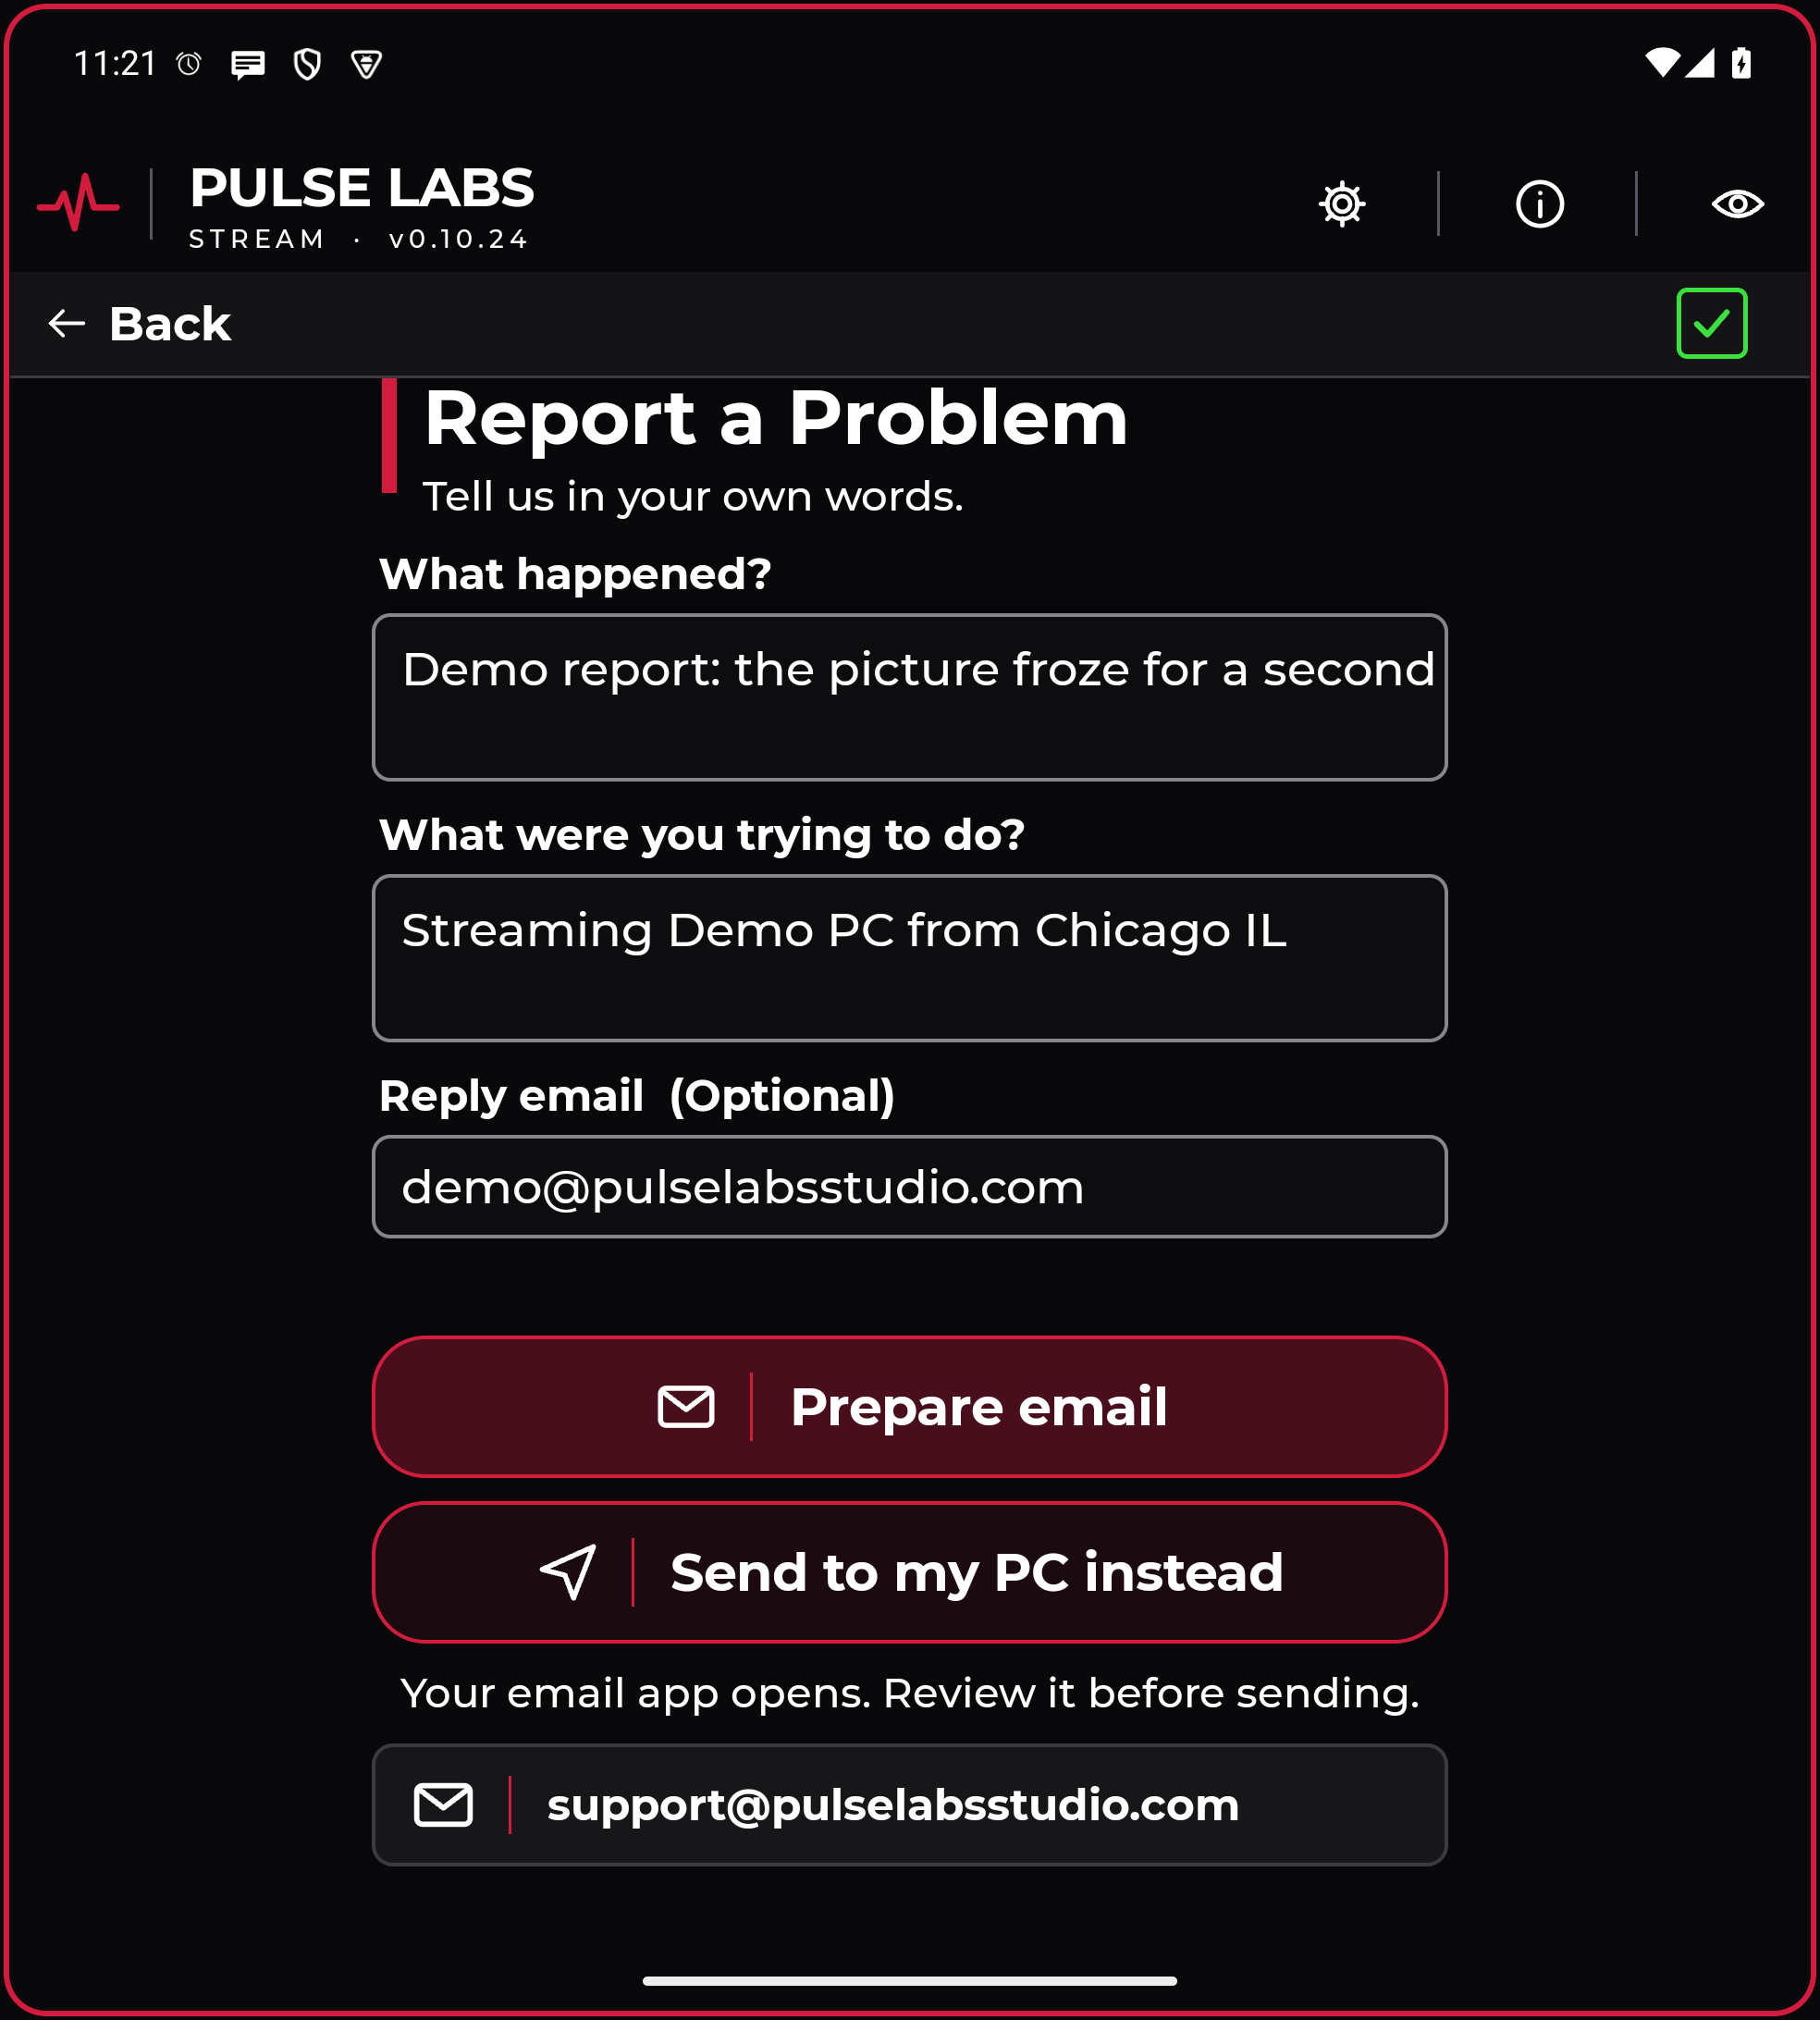 11:21
PULSE LABS
STREAM · v0.10.24
Back
Report a Problem
Tell us in your own words.
What happened?
Demo report: the picture froze for a second
What were you trying to do?
Streaming Demo PC from Chicago IL
Reply email (Optional)
demo@pulselabsstudio.com
Prepare email
Send to my PC instead
Your email app opens. Review it before sending.
support@pulselabsstudio.com